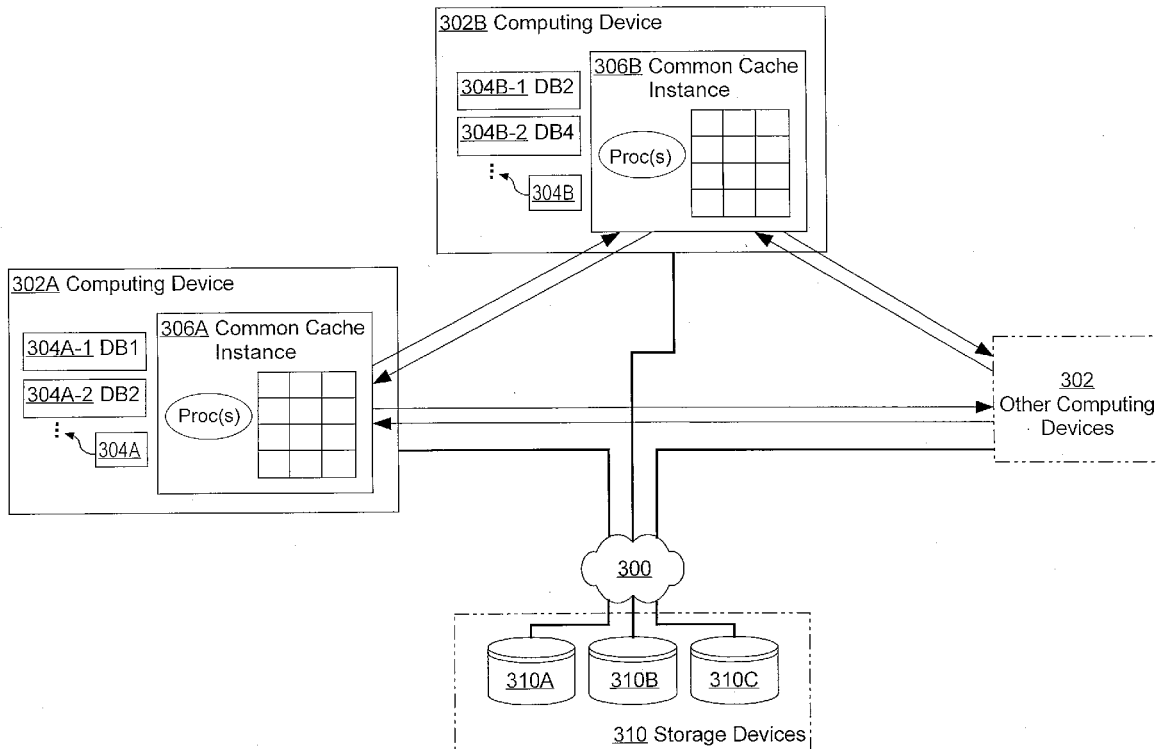 302B Computing Device
306B Common Cache
Instance
304B-1 DB2
304B-2 DB4
Proc(s)
304B
302A Computing Device
306A Common Cache
Instance
304A-1 DB1
304A-2 DB2
Proc(s)
304A
302
Other Computing
Devices
300
310A
310B
310C
310 Storage Devices